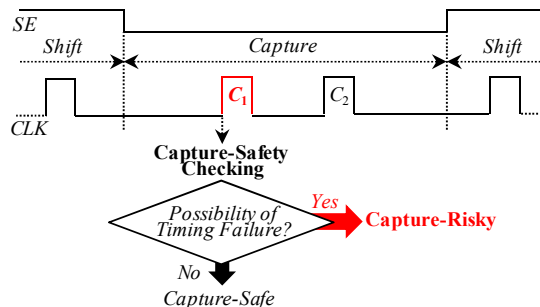 SE
Shift Capture Shift
C1 C2
CLK
Capture-Safety
Checking
Possibility of
Timing Failure?
Yes
Capture-Risky
No
Capture-Safe